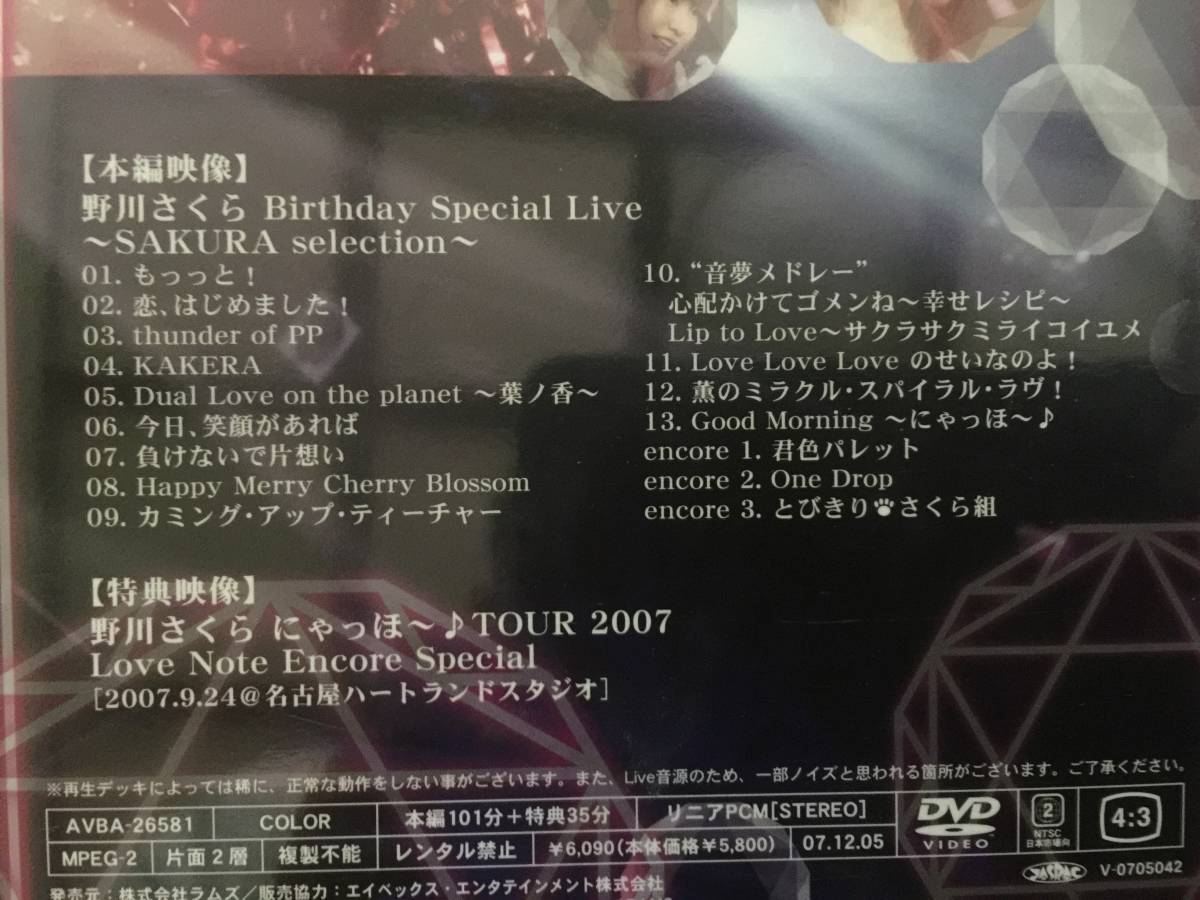 【本編映像】
野川さくら Birthday Special Live
～SAKURA selection～
01. もっっと！
02. 恋、はじめました！
03. thunder of PP
04. KAKERA
05. Dual Love on the planet ～葉ノ香～
06. 今日、笑顔があれば
07. 負けないで片想い
08. Happy Merry Cherry Blossom
09. カミング・アップ・ティーチャー
10. “音夢メドレー”
心配かけてゴメンね～幸せレシピ～
Lip to Love～サクラサクミライコイユメ
11. Love Love Love のせいなのよ！
12. 薫のミラクル・スパイラル・ラヴ！
13. Good Morning ～にゃっほ～♪
encore 1. 君色パレット
encore 2. One Drop
encore 3. とびきり🐾さくら組
【特典映像】
野川さくら にゃっほ～♪TOUR 2007
Love Note Encore Special
［2007.9.24＠名古屋ハートランドスタジオ］
※再生デッキによっては稀に、正常な動作をしない事がございます。また、Live音源のため、一部ノイズと思われる箇所がございます。ご了承ください。
AVBA-26581 COLOR 本編101分＋特典35分 リニアPCM[STEREO] DVD VIDEO 2 NTSC 日本市場向 4:3
MPEG-2 片面2層 複製不能 レンタル禁止 ￥6,090（本体価格￥5,800） 07.12.05
JASRAC V-0705042
発売元：株式会社ラムズ／販売協力：エイベックス・エンタテインメント株式会社